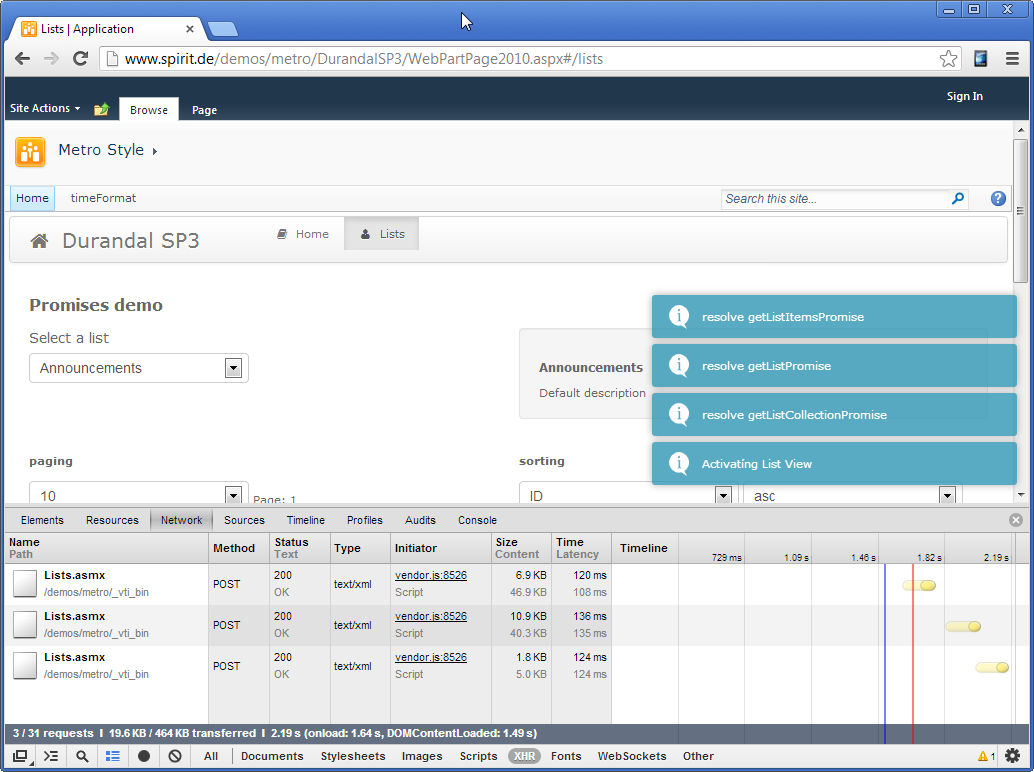 Lists | Application
www.spirit.de/demos/metro/DurandalSP3/WebPartPage2010.aspx#/lists
Site Actions Browse Page Sign In
Metro Style
Home timeFormat Search this site...
Durandal SP3 Home Lists
Promises demo
Select a list
Announcements
Announcements
Default description
resolve getListItemsPromise
resolve getListPromise
resolve getListCollectionPromise
Activating List View
paging sorting
10 Page: 1 ID asc
Elements Resources Network Sources Timeline Profiles Audits Console
Name Method Status Type Initiator Size Time Timeline
Path Text Content Latency 729 ms 1.09 s 1.46 s 1.82 s 2.19 s
Lists.asmx POST 200 text/xml vendor.js:8526 6.9 KB 120 ms
/demos/metro/_vti_bin OK Script 46.9 KB 108 ms
Lists.asmx POST 200 text/xml vendor.js:8526 10.9 KB 136 ms
/demos/metro/_vti_bin OK Script 40.3 KB 135 ms
Lists.asmx POST 200 text/xml vendor.js:8526 1.8 KB 124 ms
/demos/metro/_vti_bin OK Script 5.0 KB 124 ms
3 / 31 requests I 19.6 KB / 464 KB transferred I 2.19 s (onload: 1.64 s, DOMContentLoaded: 1.49 s)
All Documents Stylesheets Images Scripts XHR Fonts WebSockets Other 1